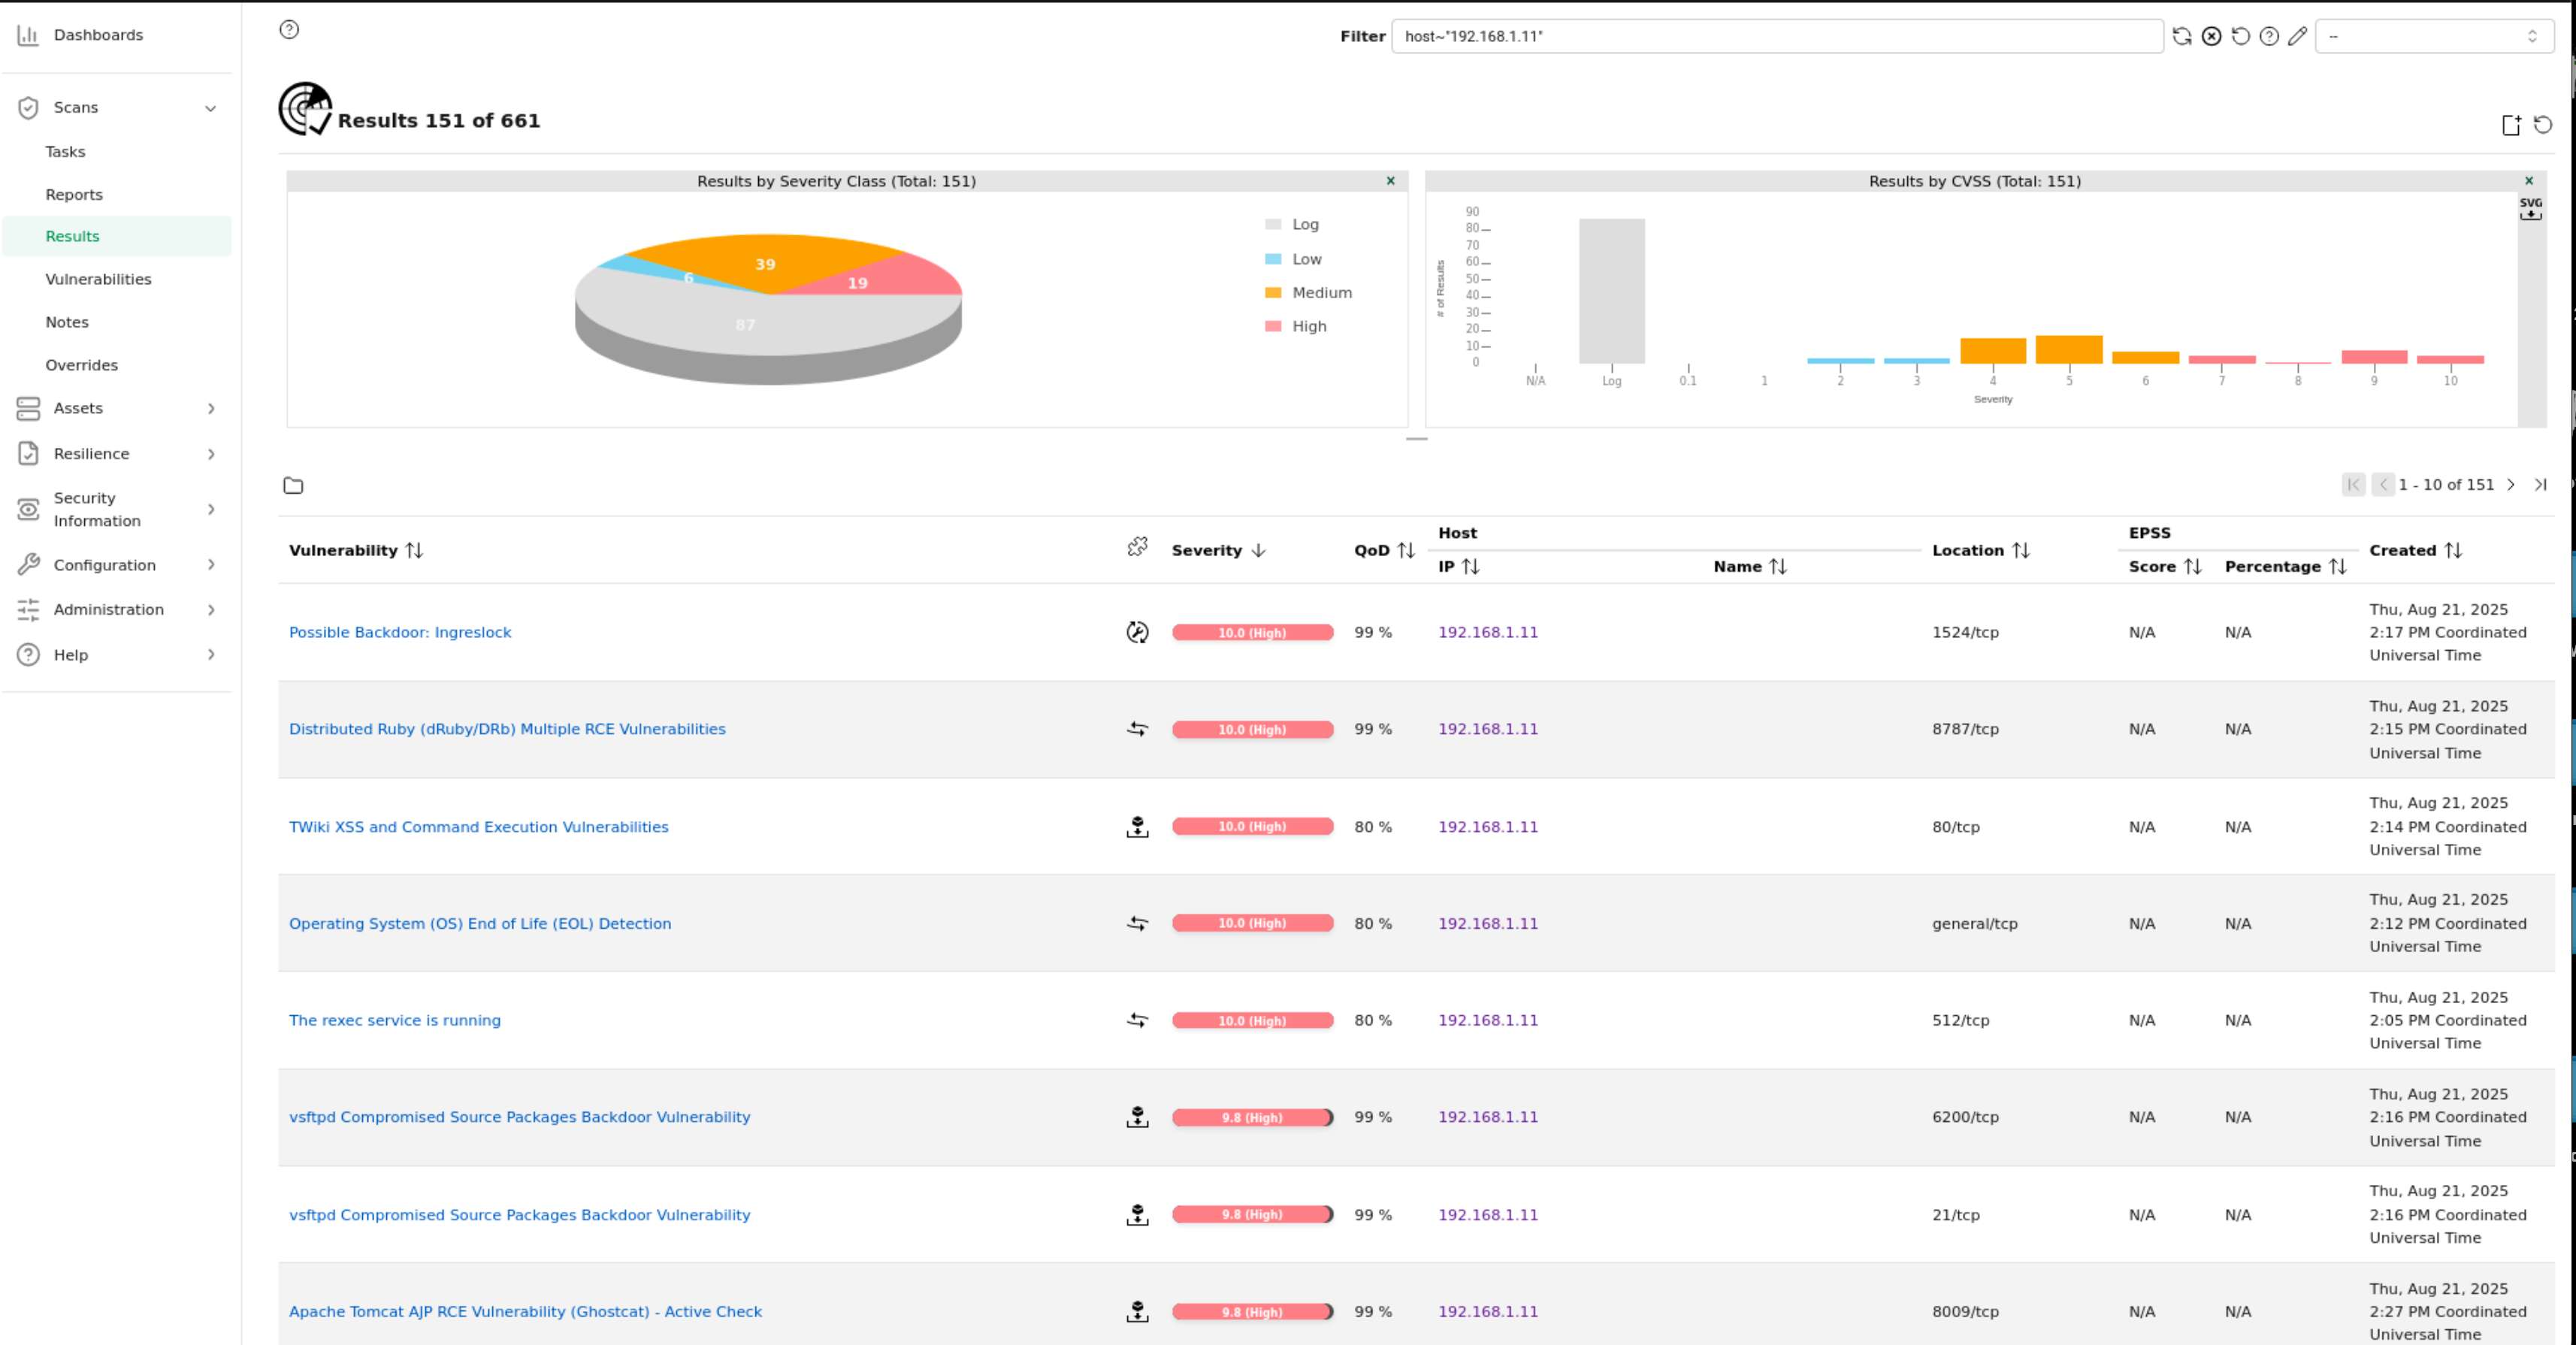 Dashboards
Filter host~"192.168.1.11" --
Scans
Tasks
Reports
Results
Vulnerabilities
Notes
Overrides
Assets
Resilience
Security
Information
Configuration
Administration
Help
Results 151 of 661
Results by Severity Class (Total: 151) ×
39
6
19
87
Log
Low
Medium
High
Results by CVSS (Total: 151) ×
SVG
# of Results
90
80
70
60
50
40
30
20
10
0
N/A Log 0.1 1 2 3 4 5 6 7 8 9 10
Severity
1 - 10 of 151
Vulnerability Severity QoD Host Location EPSS Created
IP Name Score Percentage
Possible Backdoor: Ingreslock 10.0 (High) 99 % 192.168.1.11 1524/tcp N/A N/A Thu, Aug 21, 2025
2:17 PM Coordinated
Universal Time
Distributed Ruby (dRuby/DRb) Multiple RCE Vulnerabilities 10.0 (High) 99 % 192.168.1.11 8787/tcp N/A N/A Thu, Aug 21, 2025
2:15 PM Coordinated
Universal Time
TWiki XSS and Command Execution Vulnerabilities 10.0 (High) 80 % 192.168.1.11 80/tcp N/A N/A Thu, Aug 21, 2025
2:14 PM Coordinated
Universal Time
Operating System (OS) End of Life (EOL) Detection 10.0 (High) 80 % 192.168.1.11 general/tcp N/A N/A Thu, Aug 21, 2025
2:12 PM Coordinated
Universal Time
The rexec service is running 10.0 (High) 80 % 192.168.1.11 512/tcp N/A N/A Thu, Aug 21, 2025
2:05 PM Coordinated
Universal Time
vsftpd Compromised Source Packages Backdoor Vulnerability 9.8 (High) 99 % 192.168.1.11 6200/tcp N/A N/A Thu, Aug 21, 2025
2:16 PM Coordinated
Universal Time
vsftpd Compromised Source Packages Backdoor Vulnerability 9.8 (High) 99 % 192.168.1.11 21/tcp N/A N/A Thu, Aug 21, 2025
2:16 PM Coordinated
Universal Time
Apache Tomcat AJP RCE Vulnerability (Ghostcat) - Active Check 9.8 (High) 99 % 192.168.1.11 8009/tcp N/A N/A Thu, Aug 21, 2025
2:27 PM Coordinated
Universal Time